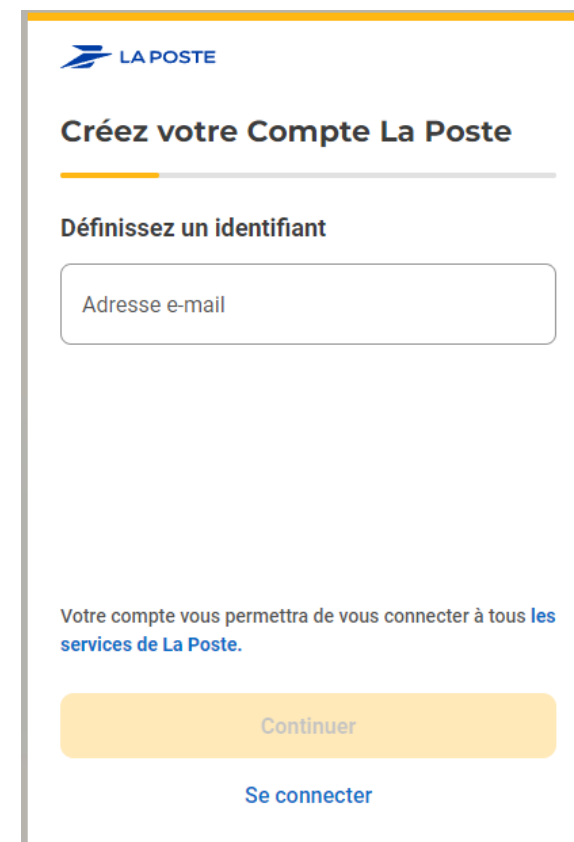 LA POSTE
Créez votre Compte La Poste
Définissez un identifiant
Adresse e-mail
Votre compte vous permettra de vous connecter à tous les
services de La Poste.
Continuer
Se connecter